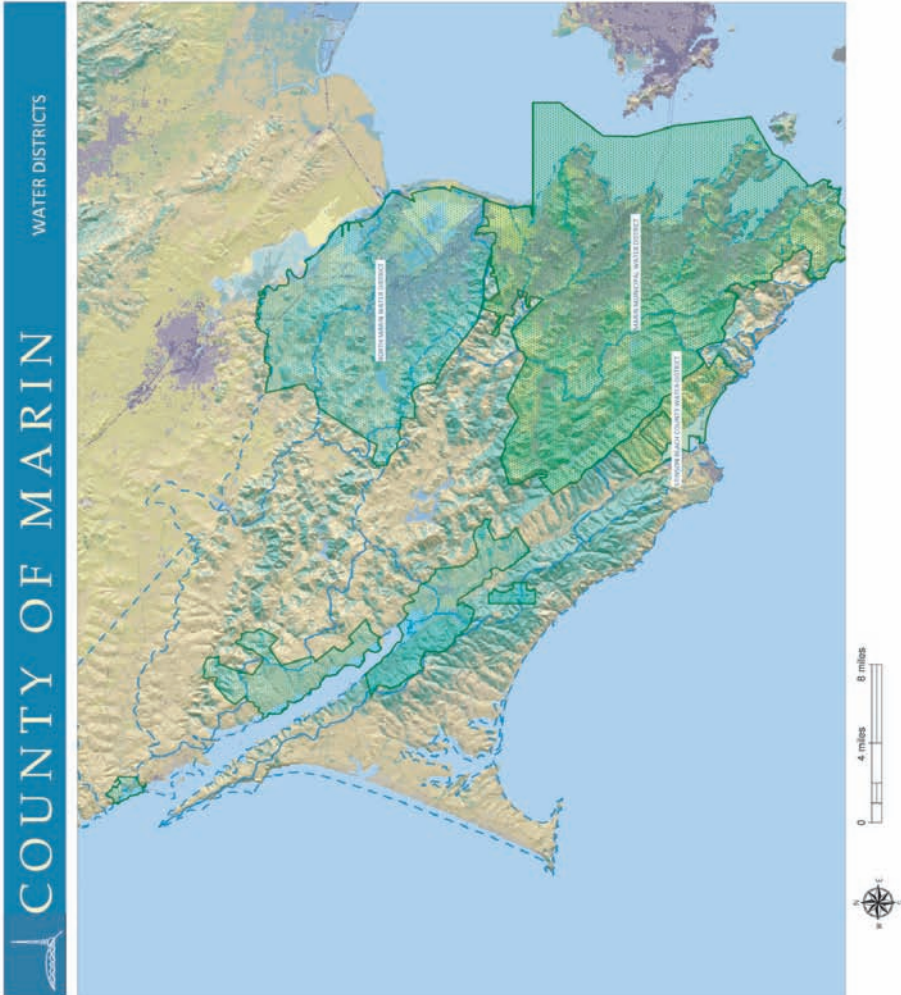 COUNTY OF MARIN
WATER DISTRICTS
NORTH MARIN WATER DISTRICT
MARIN MUNICIPAL WATER DISTRICT
STINSON BEACH COUNTY WATER DISTRICT
0 4 miles 8 miles
N
W E
S